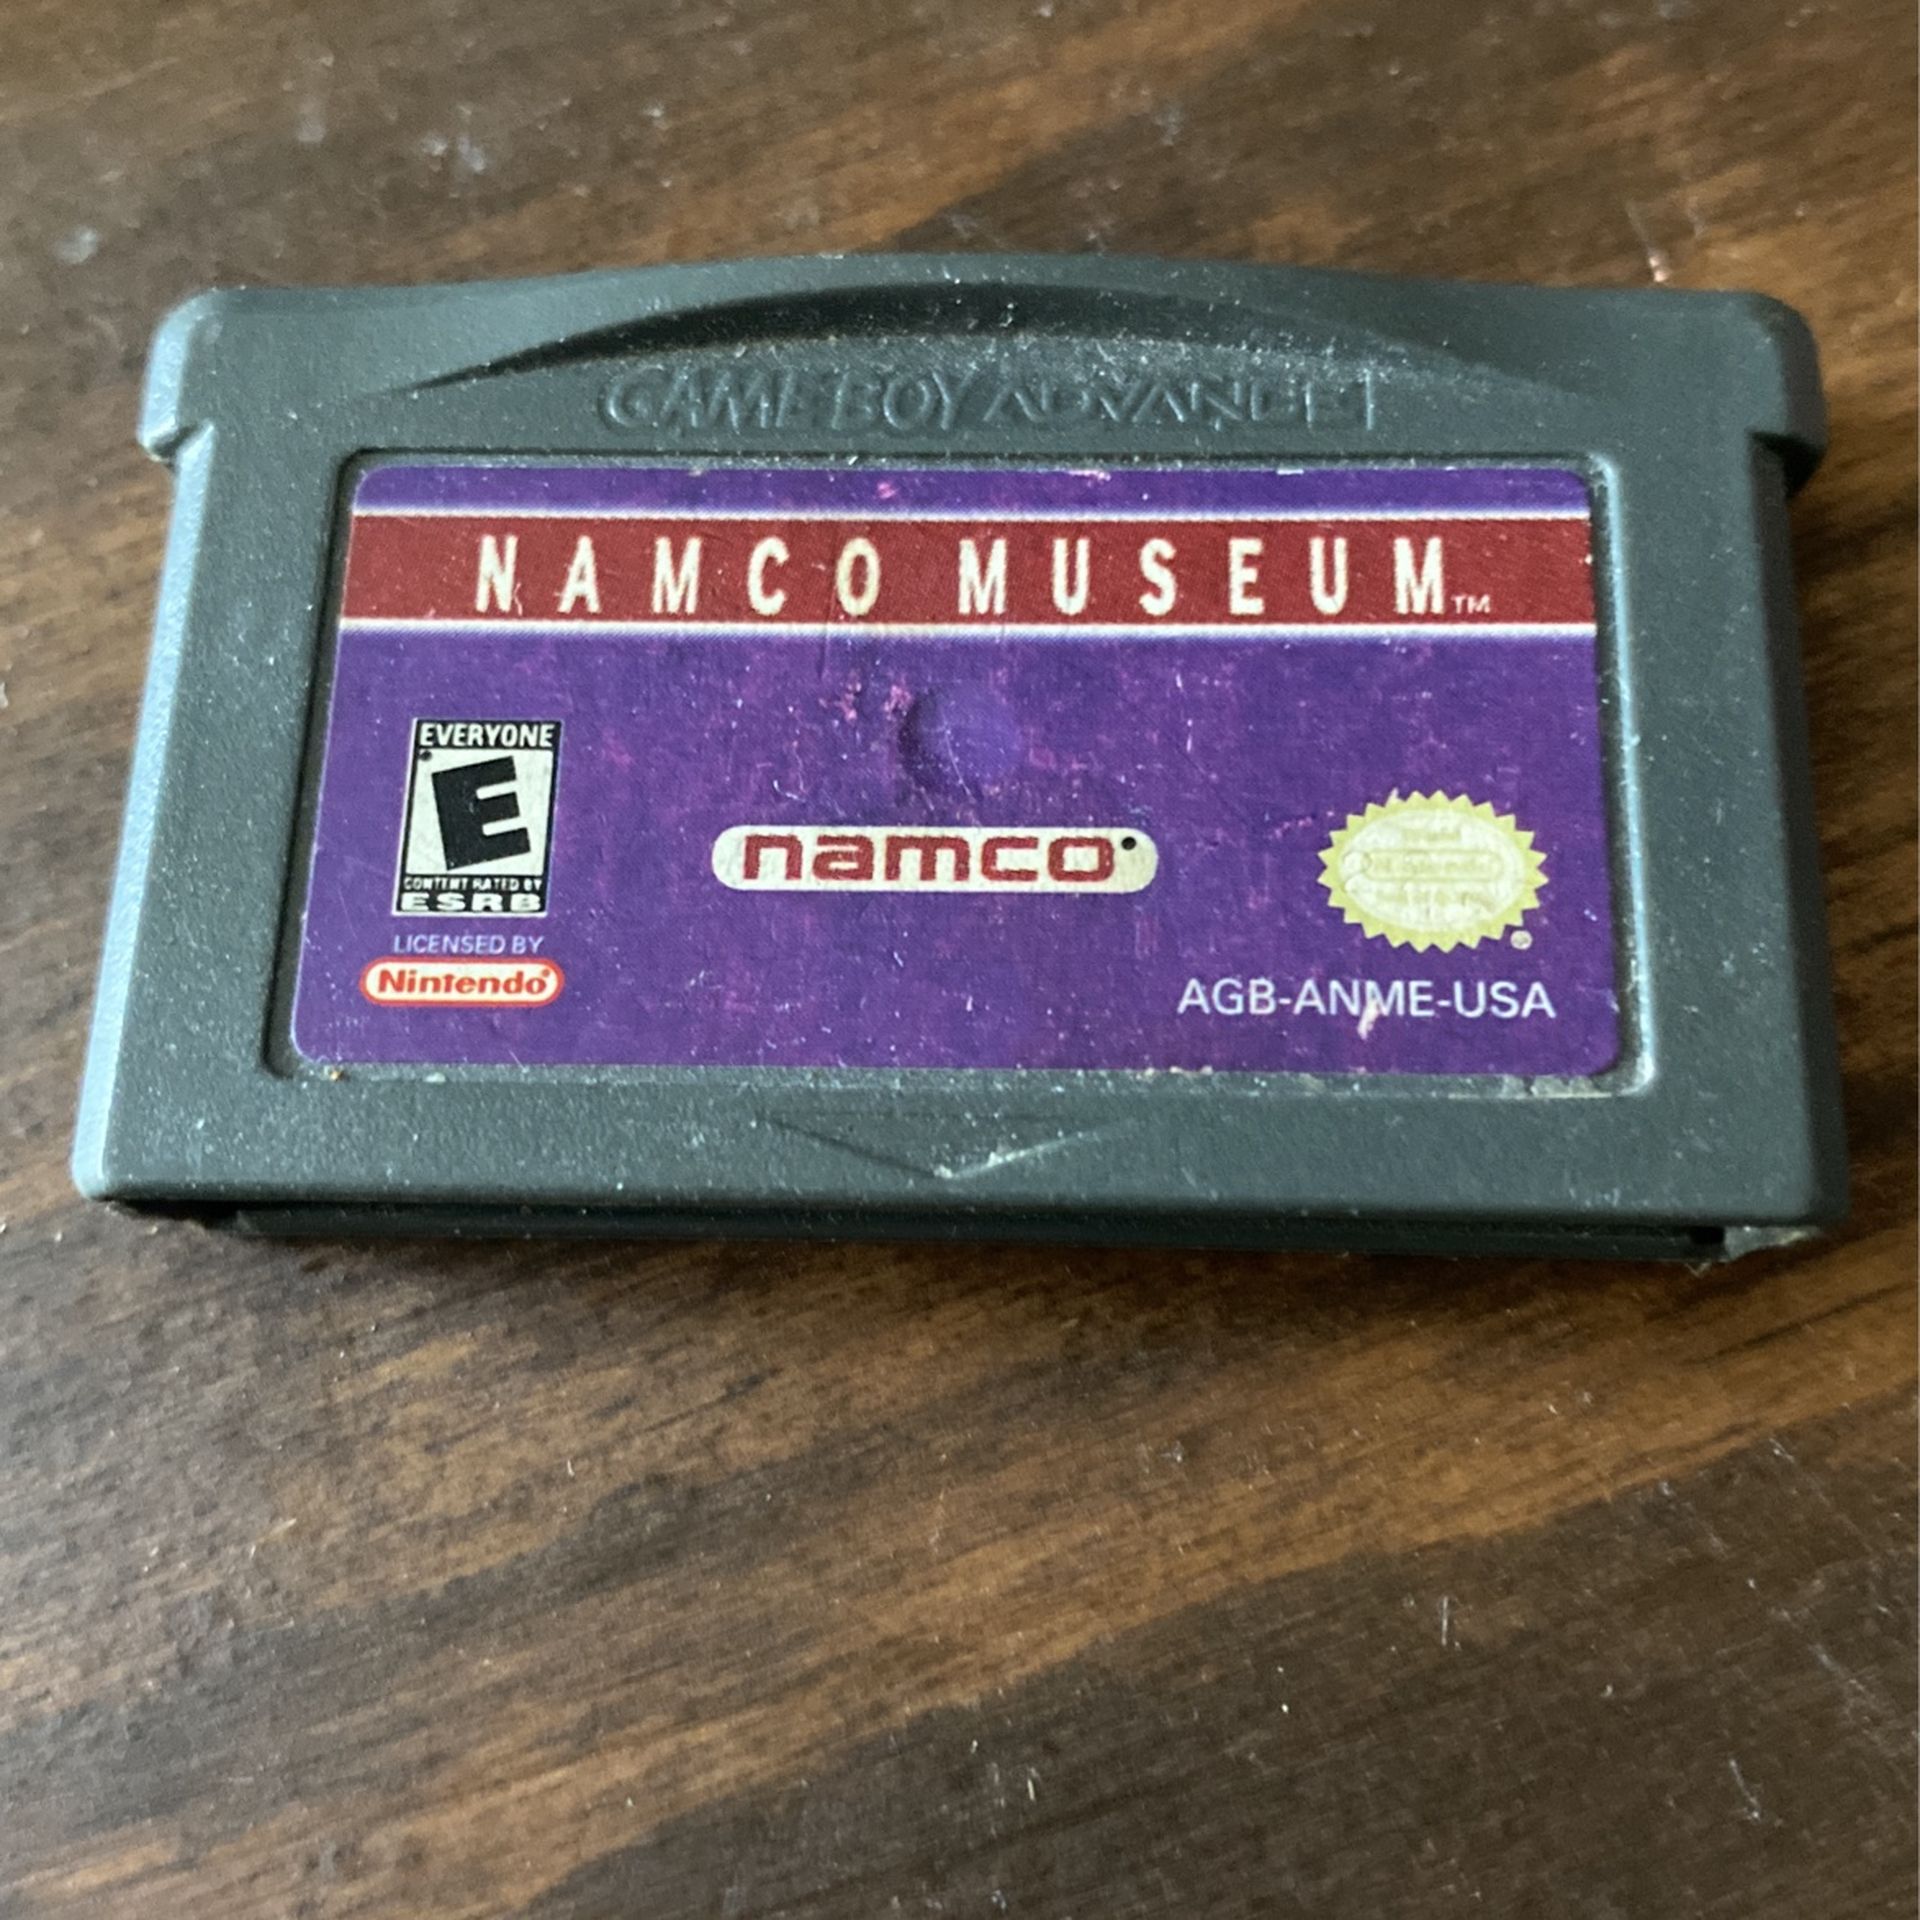 GAME BOY ADVANCE
NAMCO MUSEUM™
EVERYONE
E
CONTENT RATED BY
ESRB
LICENSED BY
Nintendo®
namco®
AGB-ANME-USA